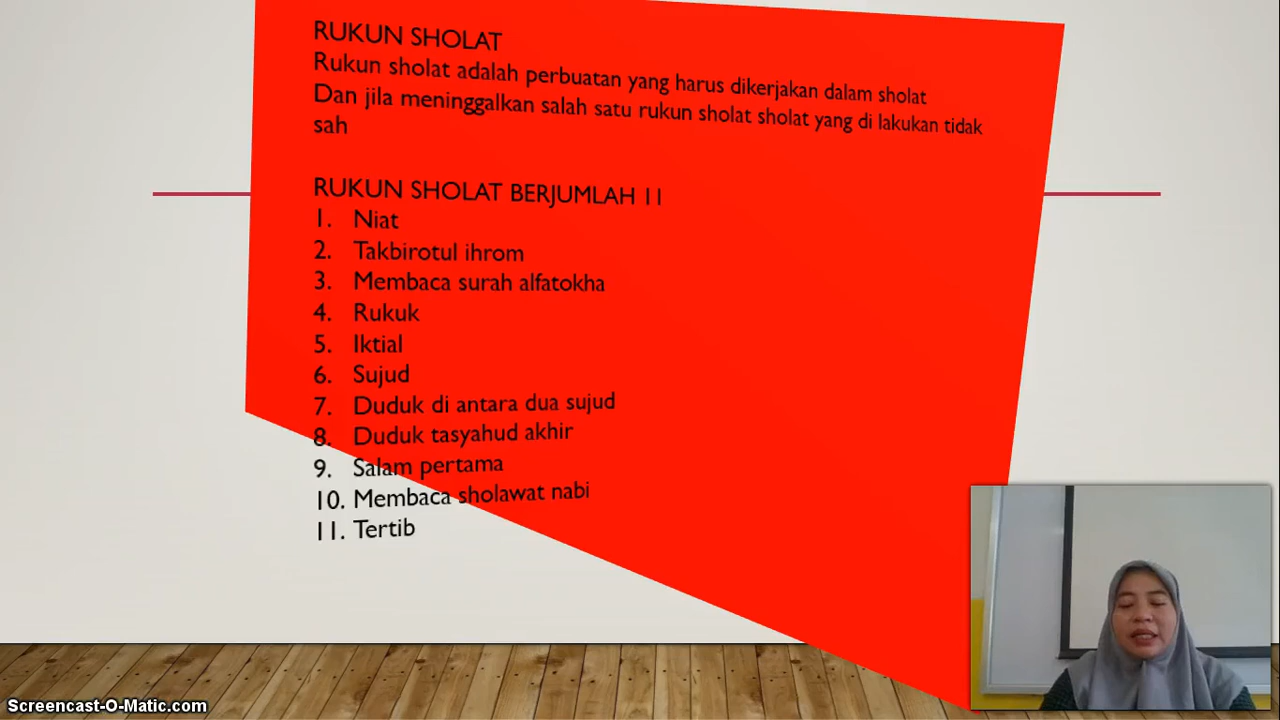 RUKUN SHOLAT
Rukun sholat adalah perbuatan yang harus dikerjakan dalam sholat
Dan jila meninggalkan salah satu rukun sholat sholat yang di lakukan tidak
sah
RUKUN SHOLAT BERJUMLAH 11
1. Niat
2. Takbirotul ihrom
3. Membaca surah alfatokha
4. Rukuk
5. Iktial
6. Sujud
7. Duduk di antara dua sujud
8. Duduk tasyahud akhir
9. Salam pertama
10. Membaca sholawat nabi
11. Tertib
Screencast-O-Matic.com